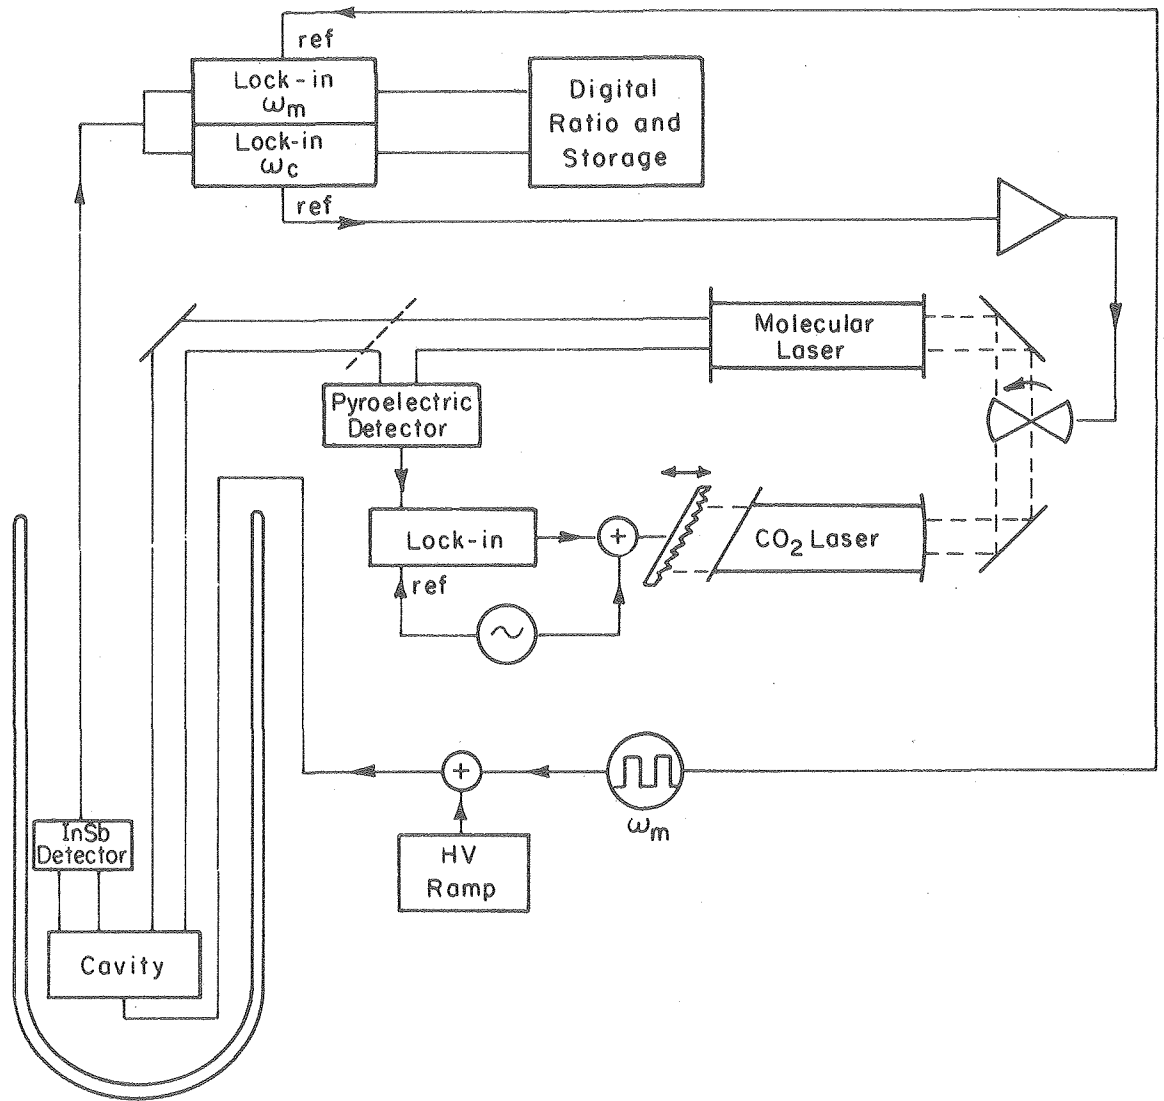 ref
Lock-in
ωm
Lock-in
ωc
ref
Digital
Ratio and
Storage
Molecular
Laser
Pyroelectric
Detector
Lock-in
ref
+
CO2 Laser
InSb
Detector
Cavity
+
ωm
HV
Ramp